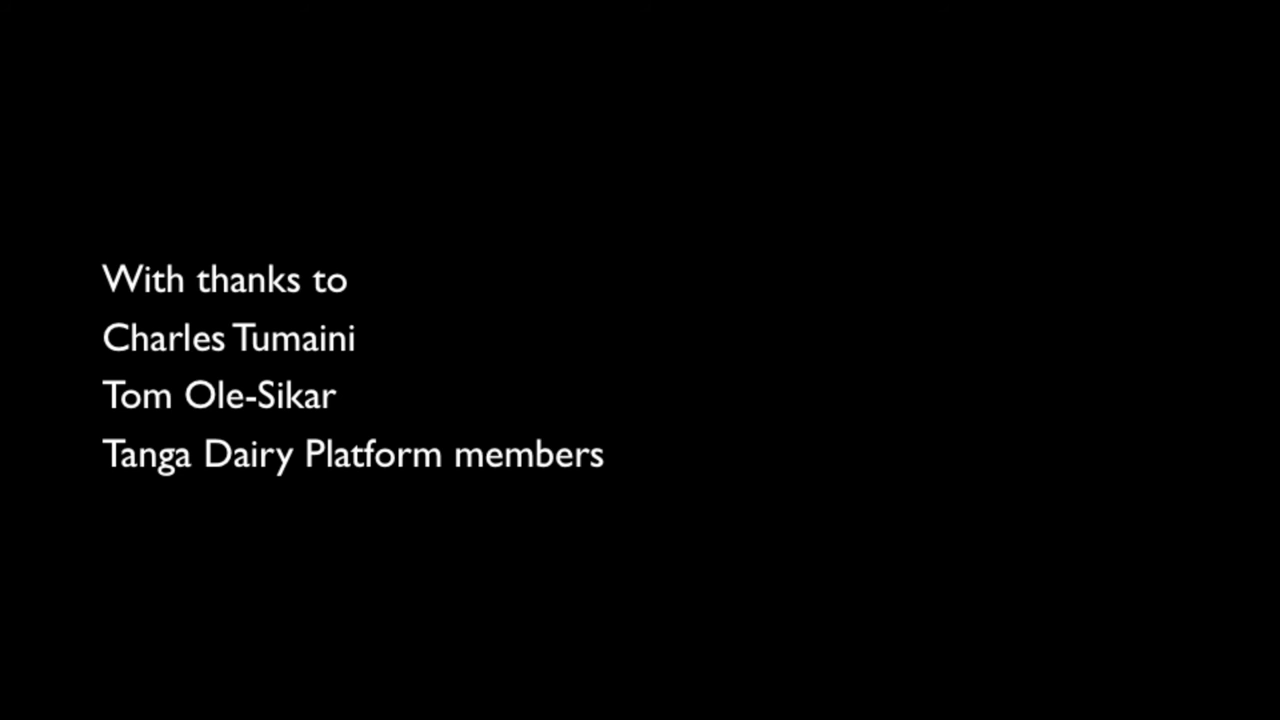 With thanks to
Charles Tumaini
Tom Ole-Sikar
Tanga Dairy Platform members